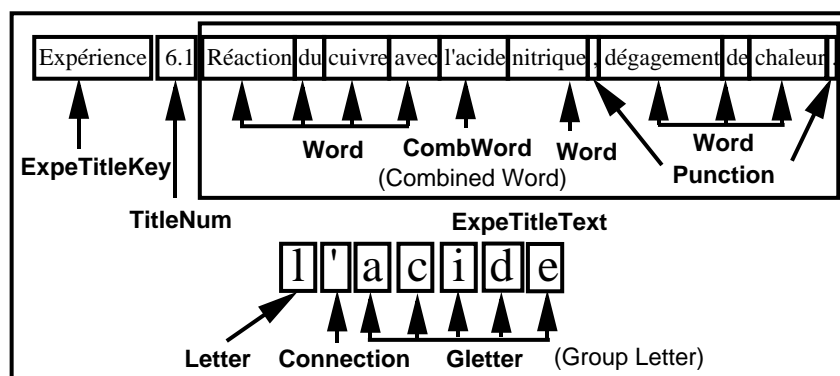 Expérience 6.1 Réaction du cuivre avec l'acide nitrique , dégagement de chaleur .
Word CombWord Word Word
ExpeTitleKey (Combined Word) Punction
TitleNum ExpeTitleText
l ' a c i d e
Letter Connection Gletter (Group Letter)